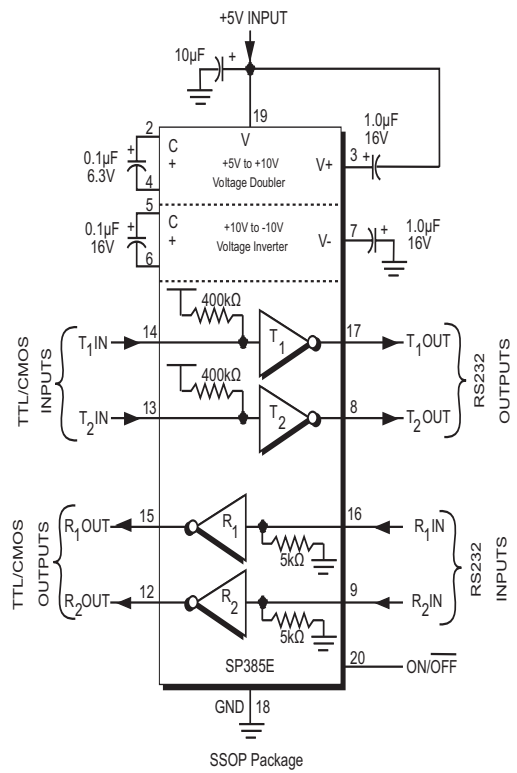 +5V INPUT
10µF
+
19
V
2
C
+
+
0.1µF
6.3V
4
+5V to +10V
Voltage Doubler
V+
3
+
1.0µF
16V
5
C
+
+
0.1µF
16V
6
+10V to -10V
Voltage Inverter
V-
7
+
1.0µF
16V
400kΩ
TTL/CMOS
INPUTS
T1IN
14
T1
17
T1OUT
RS232
OUTPUTS
400kΩ
T2IN
13
T2
8
T2OUT
TTL/CMOS
OUTPUTS
R1OUT
15
R1
16
R1IN
RS232
INPUTS
5kΩ
R2OUT
12
R2
9
R2IN
5kΩ
SP385E
20
ON/OFF
GND
18
SSOP Package